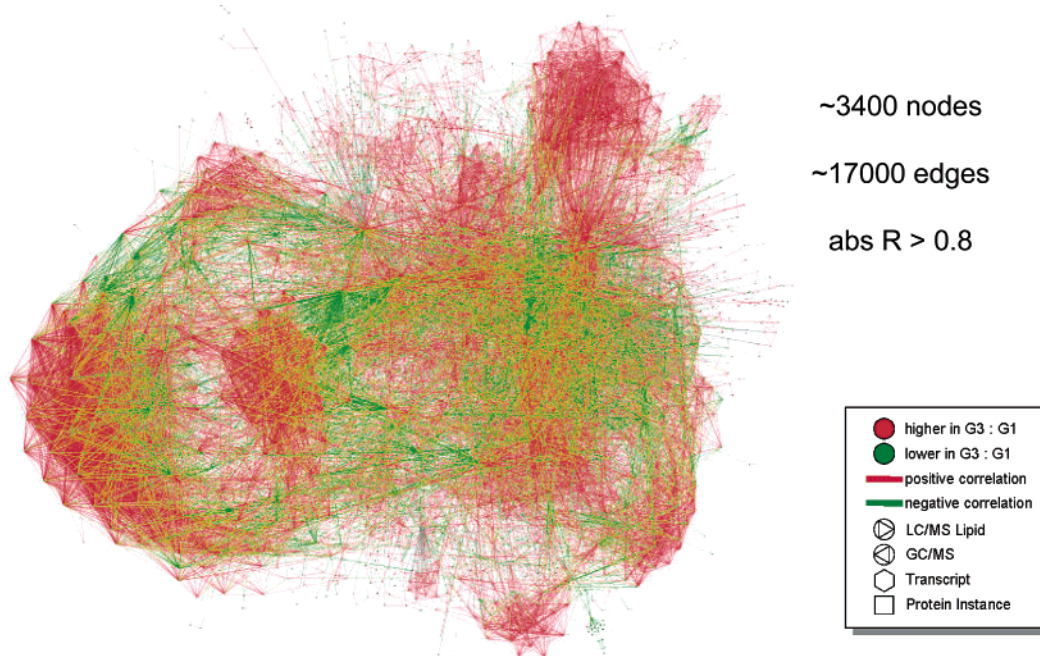 ~3400 nodes
~17000 edges
abs R > 0.8
higher in G3 : G1
lower in G3 : G1
positive correlation
negative correlation
LC/MS Lipid
GC/MS
Transcript
Protein Instance